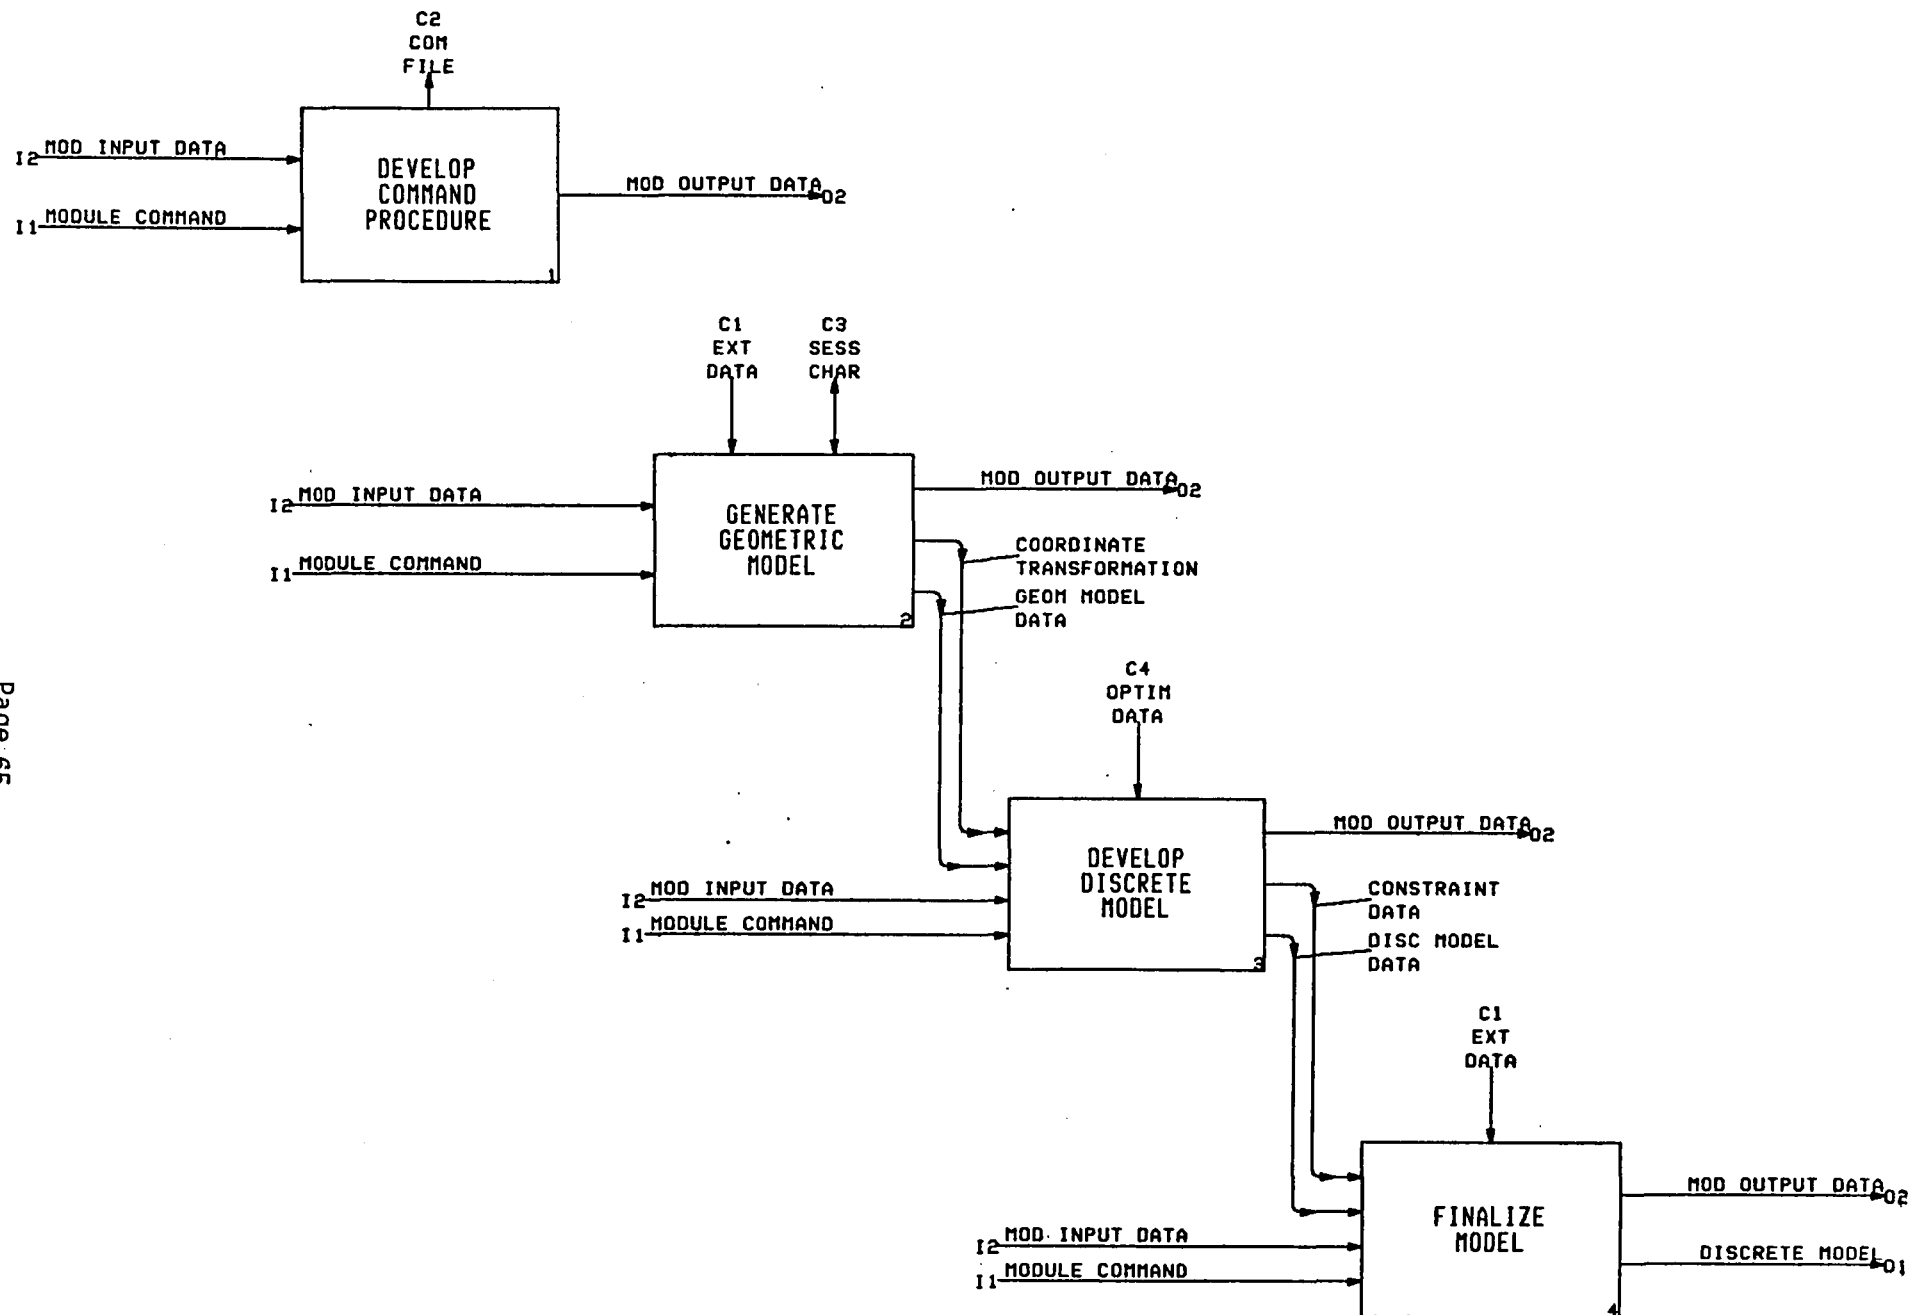 C2
COM
FILE
I2 MOD INPUT DATA
I1 MODULE COMMAND
DEVELOP
COMMAND
PROCEDURE
1
MOD OUTPUT DATA O2
C1
EXT
DATA
C3
SESS
CHAR
I2 MOD INPUT DATA
I1 MODULE COMMAND
GENERATE
GEOMETRIC
MODEL
2
MOD OUTPUT DATA O2
COORDINATE
TRANSFORMATION
GEOM MODEL
DATA
C4
OPTIM
DATA
I2 MOD INPUT DATA
I1 MODULE COMMAND
DEVELOP
DISCRETE
MODEL
3
MOD OUTPUT DATA O2
CONSTRAINT
DATA
DISC MODEL
DATA
C1
EXT
DATA
I2 MOD INPUT DATA
I1 MODULE COMMAND
FINALIZE
MODEL
4
MOD OUTPUT DATA O2
DISCRETE MODEL O1
Page 65